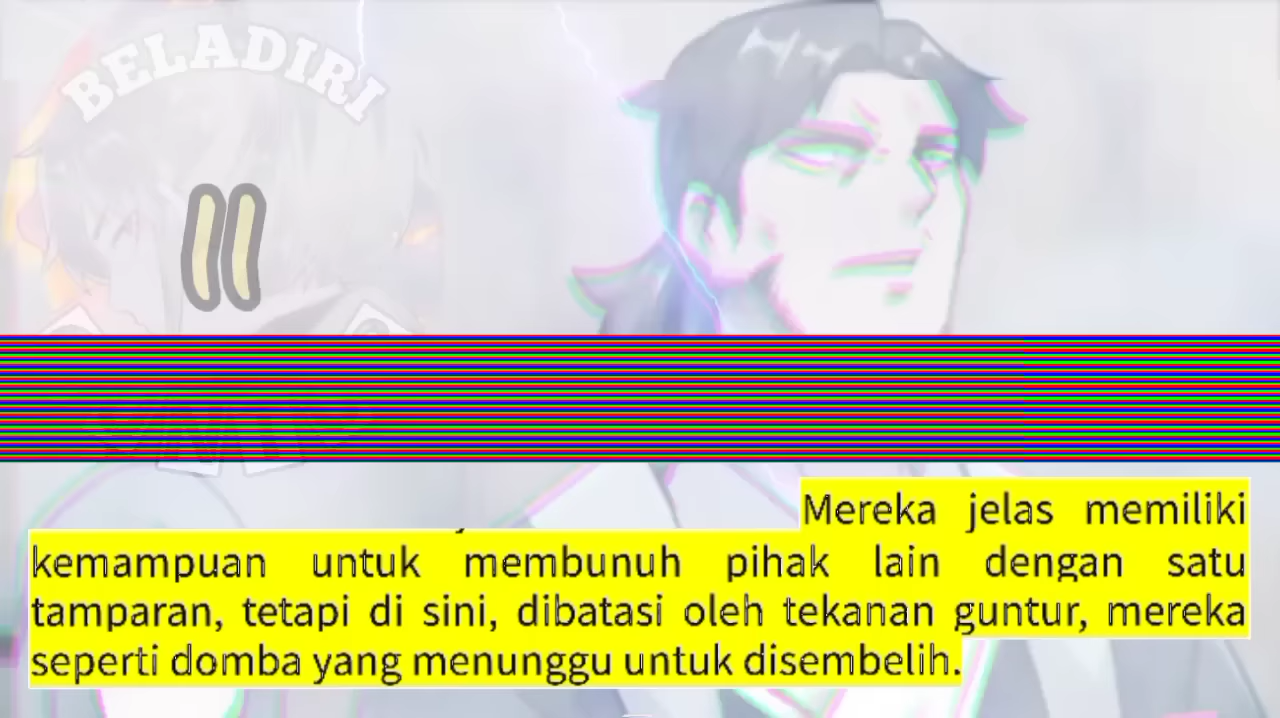 BELADIRI
Mereka jelas memiliki
kemampuan untuk membunuh pihak lain dengan satu
tamparan, tetapi di sini, dibatasi oleh tekanan guntur, mereka
seperti domba yang menunggu untuk disembelih.